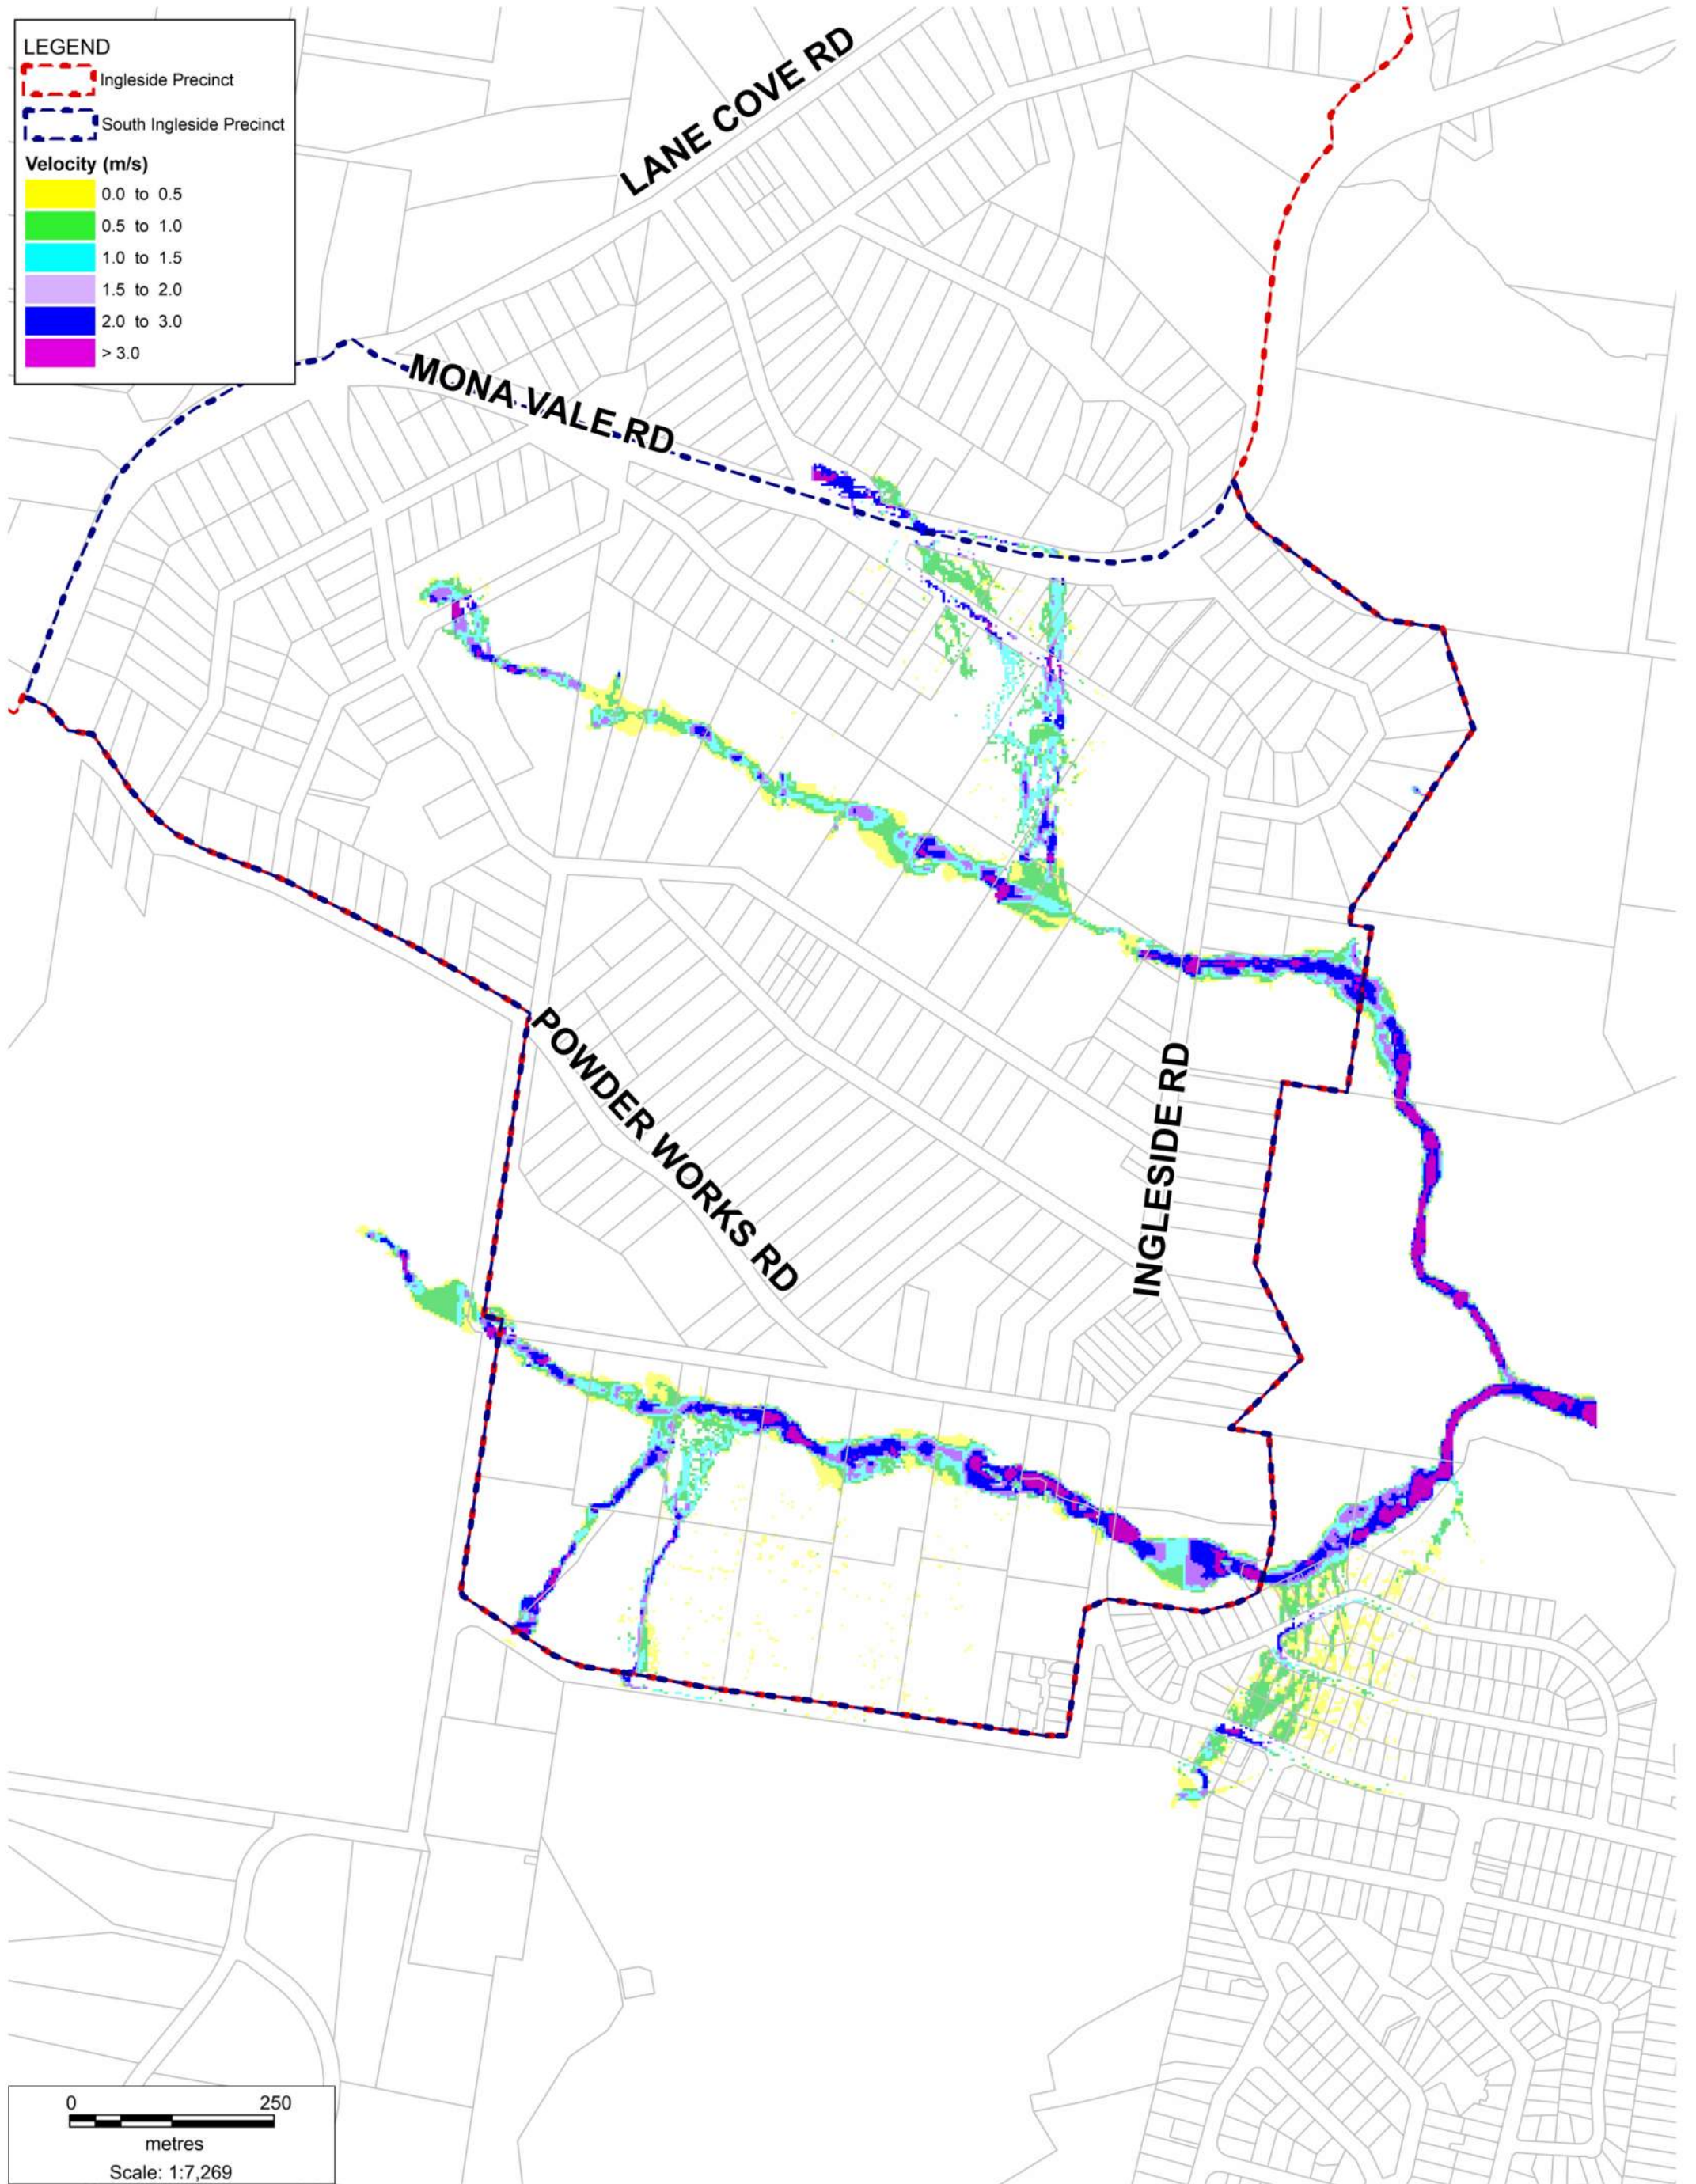 LEGEND
Ingleside Precinct
South Ingleside Precinct
Velocity (m/s)
0.0 to 0.5
0.5 to 1.0
1.0 to 1.5
1.5 to 2.0
2.0 to 3.0
> 3.0
LANE COVE RD
MONA VALE RD
POWDER WORKS RD
INGLESIDE RD
0 250
metres
Scale: 1:7,269